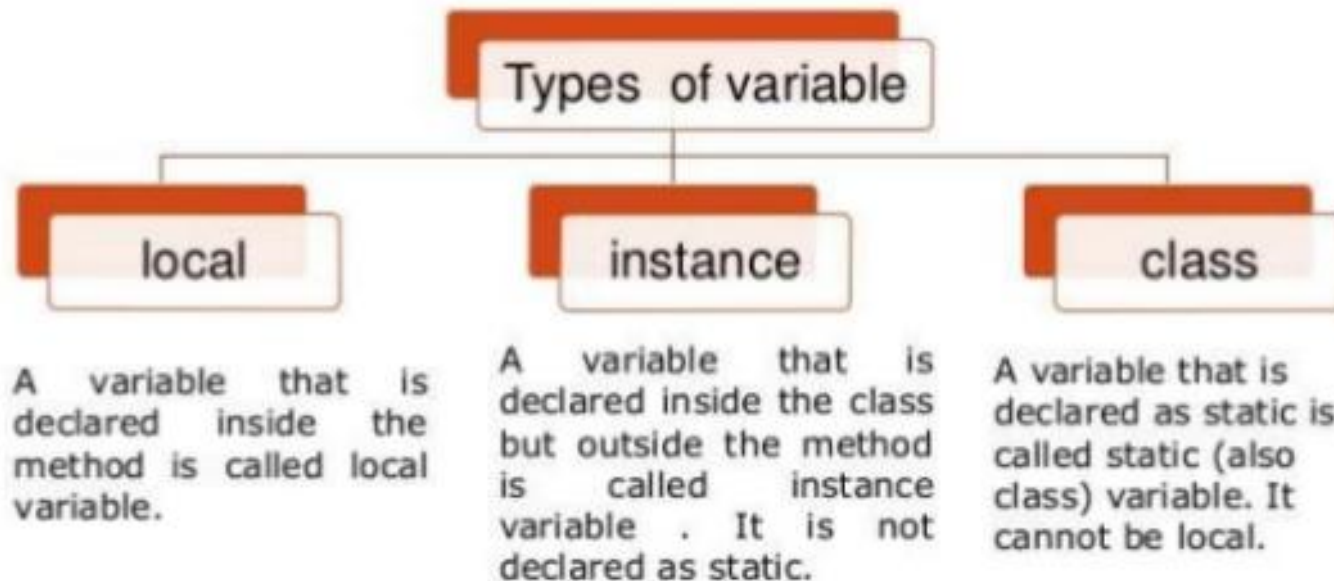 Types of variable
local
instance
class
A variable that is
declared inside the
method is called local
variable.
A variable that is
declared inside the class
but outside the method
is called instance
variable . It is not
declared as static.
A variable that is
declared as static is
called static (also
class) variable. It
cannot be local.